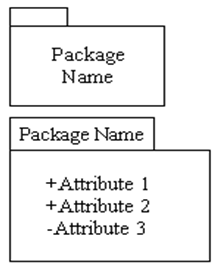 Package
Name
Package Name
+Attribute 1
+Attribute 2
-Attribute 3